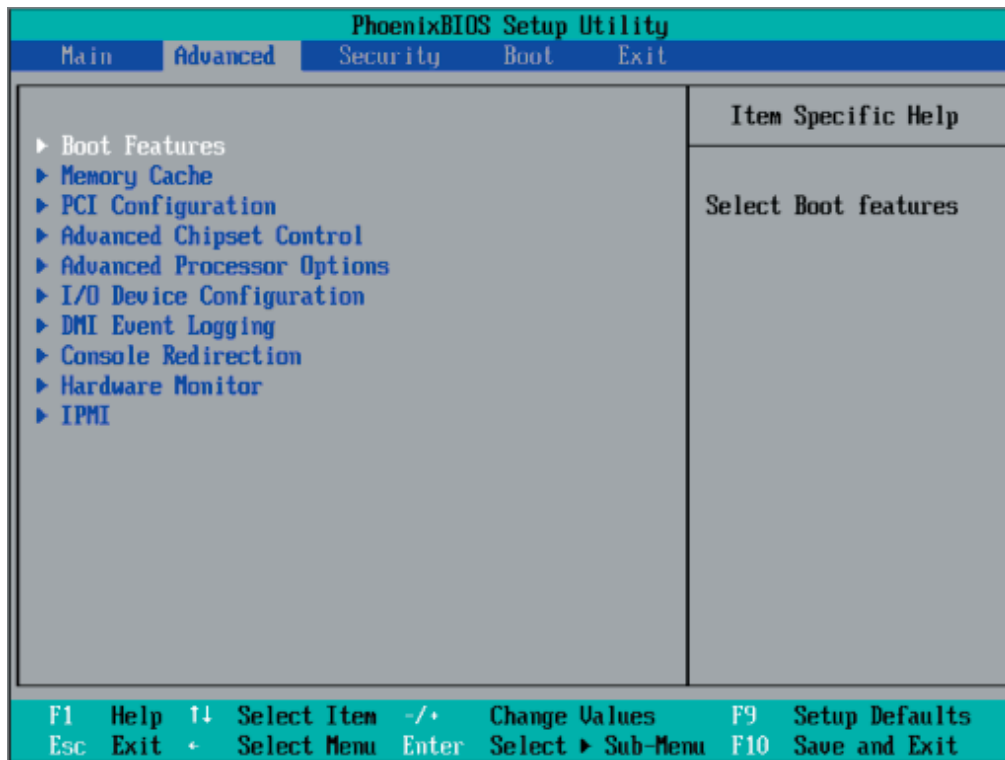 PhoenixBIOS Setup Utility
Main Advanced Security Boot Exit
▶ Boot Features
▶ Memory Cache
▶ PCI Configuration
▶ Advanced Chipset Control
▶ Advanced Processor Options
▶ I/O Device Configuration
▶ DMI Event Logging
▶ Console Redirection
▶ Hardware Monitor
▶ IPMI
Item Specific Help
Select Boot features
F1 Help ↑↓ Select Item -/+ Change Values F9 Setup Defaults
Esc Exit ← Select Menu Enter Select ▶ Sub-Menu F10 Save and Exit